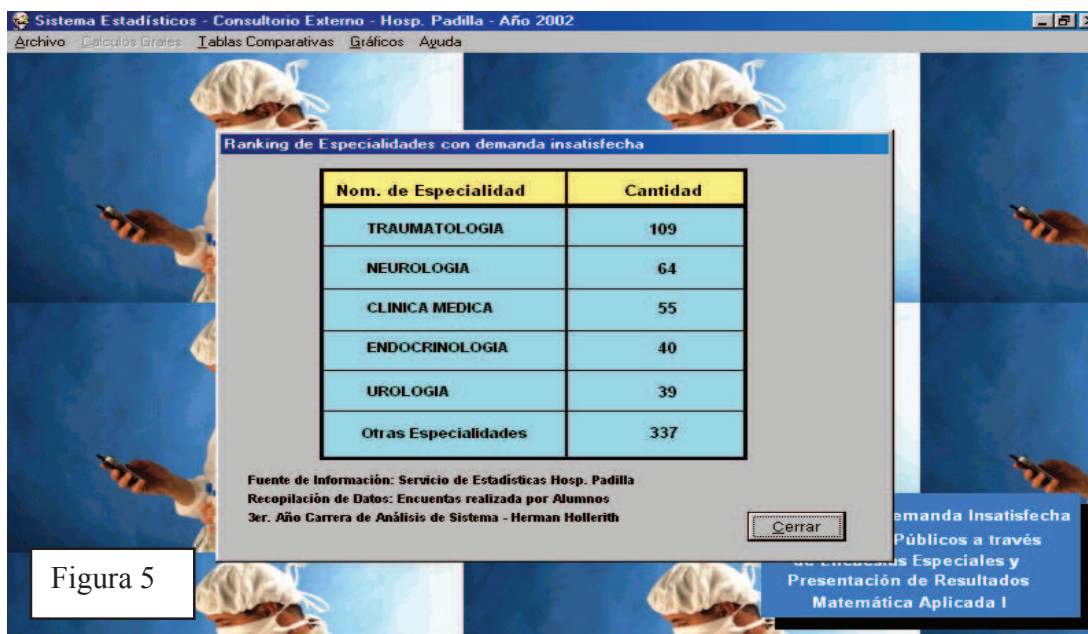 Sistema Estadísticos - Consultorio Externo - Hosp. Padilla - Año 2002
Archivo Calculos Grales Tablas Comparativas Gráficos Ayuda
Ranking de Especialidades con demanda insatisfecha
Nom. de Especialidad Cantidad
TRAUMATOLOGIA 109
NEUROLOGIA 64
CLINICA MEDICA 55
ENDOCRINOLOGIA 40
UROLOGIA 39
Otras Especialidades 337
Fuente de Información: Servicio de Estadísticas Hosp. Padilla
Recopilación de Datos: Encuentas realizada por Alumnos
3er. Año Carrera de Análisis de Sistema - Herman Hollerith
Cerrar
emanda Insatisfecha
Públicos a través
de Encuestas Especiales y
Presentación de Resultados
Matemática Aplicada I
Figura 5